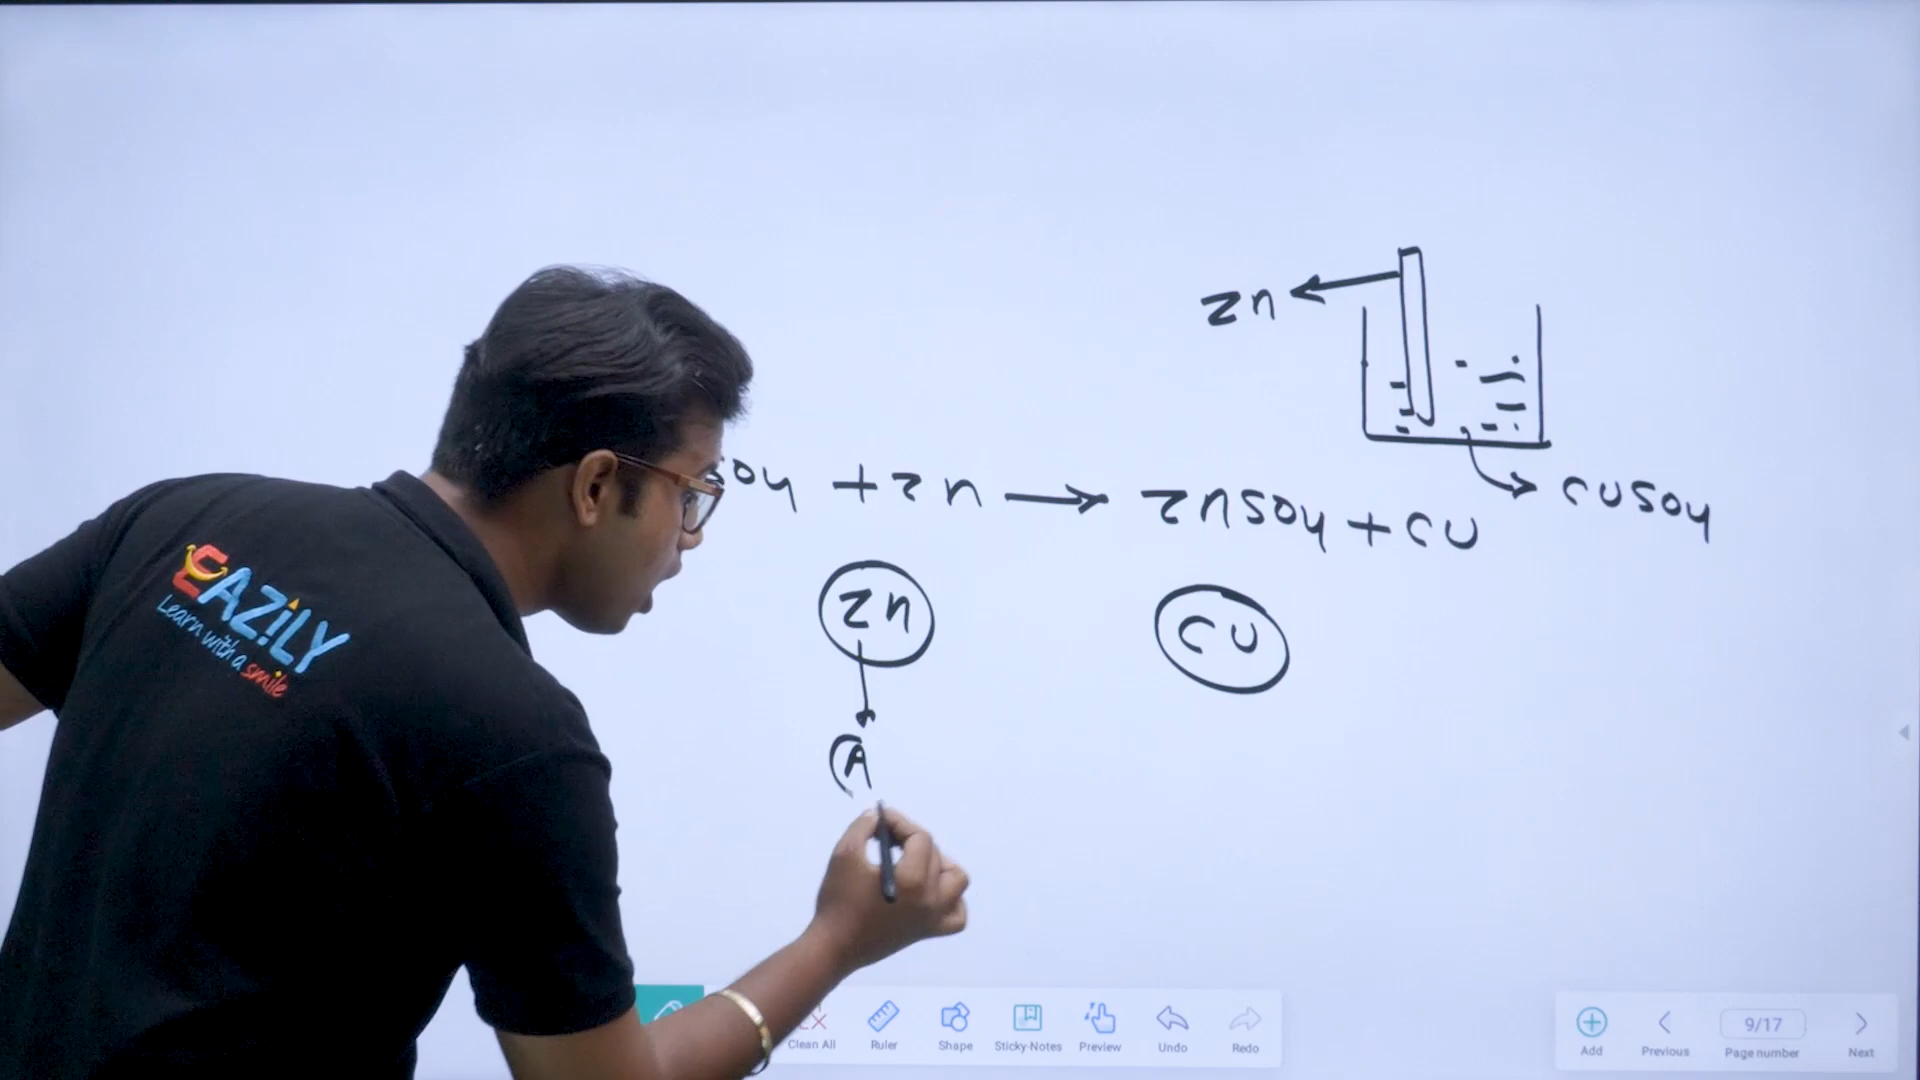 zn
cuso4
so4 + zn → znso4 + cu
zn
cu
A
EAZiLY
Learn with a smile
Clean All
Ruler
Shape
Sticky-Notes
Preview
Undo
Redo
Add
Previous
9/17
Page number
Next